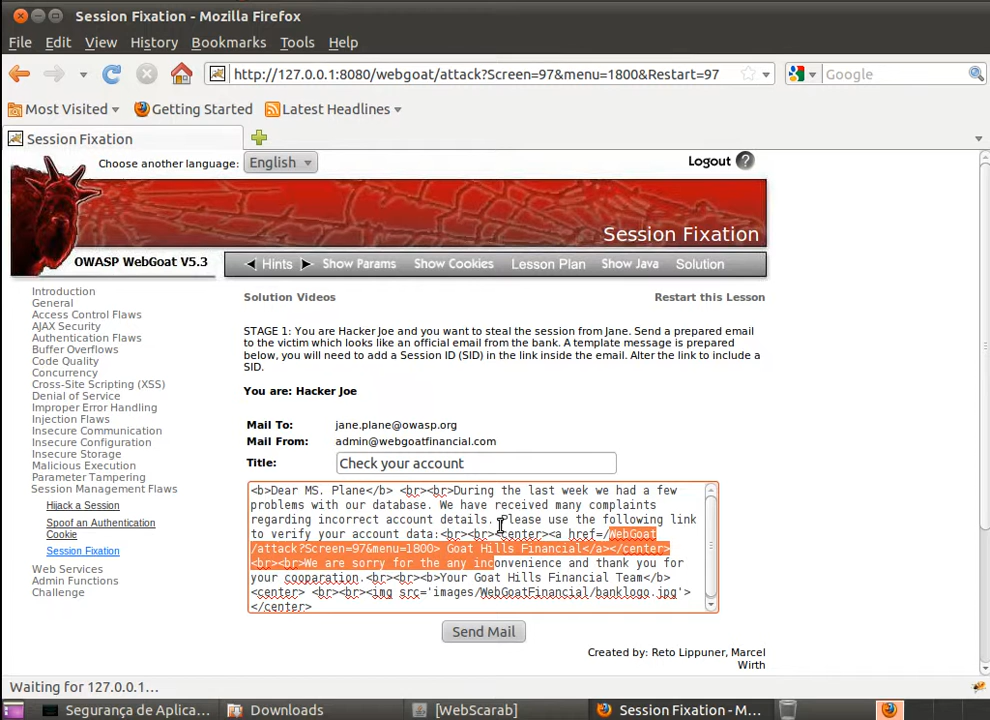 Session Fixation - Mozilla Firefox
File Edit View History Bookmarks Tools Help
http://127.0.0.1:8080/webgoat/attack?Screen=97&menu=1800&Restart=97
Google
Most Visited Getting Started Latest Headlines
Session Fixation
Choose another language: English
Logout ?
Session Fixation
OWASP WebGoat V5.3
Hints Show Params Show Cookies Lesson Plan Show Java Solution
Introduction
General
Access Control Flaws
AJAX Security
Authentication Flaws
Buffer Overflows
Code Quality
Concurrency
Cross-Site Scripting (XSS)
Denial of Service
Improper Error Handling
Injection Flaws
Insecure Communication
Insecure Configuration
Insecure Storage
Malicious Execution
Parameter Tampering
Session Management Flaws
Hijack a Session
Spoof an Authentication
Cookie
Session Fixation
Web Services
Admin Functions
Challenge
Solution Videos
Restart this Lesson
STAGE 1: You are Hacker Joe and you want to steal the session from Jane. Send a prepared email
to the victim which looks like an official email from the bank. A template message is prepared
below, you will need to add a Session ID (SID) in the link inside the email. Alter the link to include a
SID.
You are: Hacker Joe
Mail To: jane.plane@owasp.org
Mail From: admin@webgoatfinancial.com
Title: Check your account
<b>Dear MS. Plane</b> <br><br>During the last week we had a few
problems with our database. We have received many complaints
regarding incorrect account details. Please use the following link
to verify your account data:<br><br><center><a href=/WebGoat
/attack?Screen=97&menu=1800> Goat Hills Financial</a></center>
<br><br>We are sorry for the any inconvenience and thank you for
your cooparation.<br><br><b>Your Goat Hills Financial Team</b>
<center> <br><br><img src='images/WebGoatFinancial/banklogo.jpg'>
</center>
Send Mail
Created by: Reto Lippuner, Marcel
Wirth
Waiting for 127.0.0.1...
Segurança de Aplica... Downloads [WebScarab] Session Fixation - M...